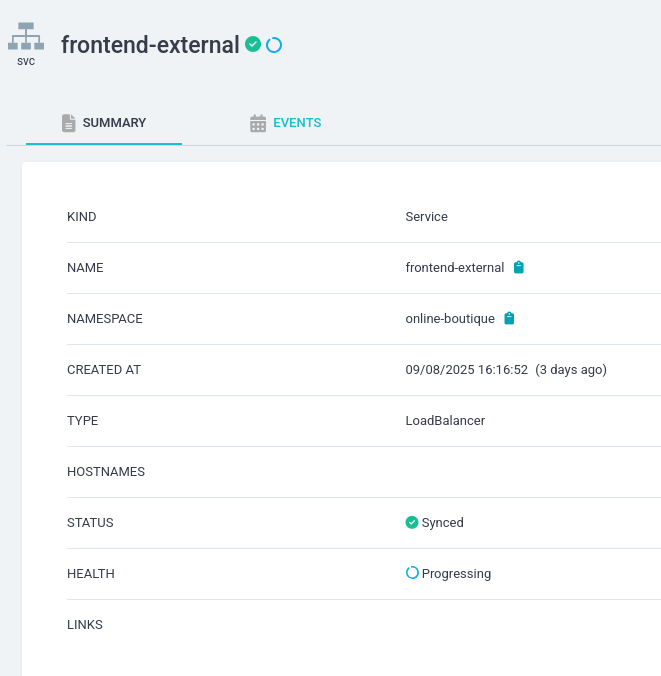 frontend-external
svc
SUMMARY
EVENTS
KIND Service
NAME frontend-external
NAMESPACE online-boutique
CREATED AT 09/08/2025 16:16:52 (3 days ago)
TYPE LoadBalancer
HOSTNAMES
STATUS Synced
HEALTH Progressing
LINKS